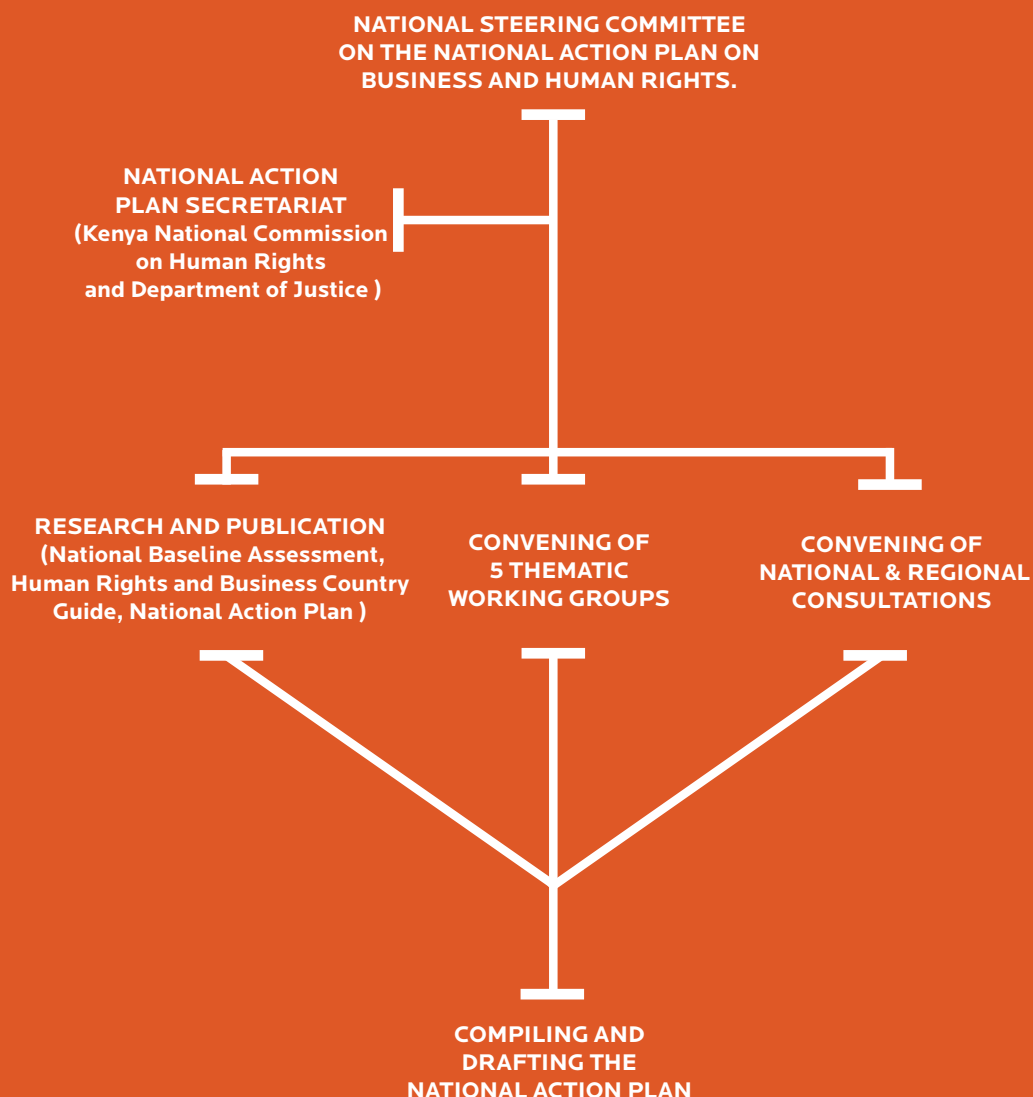 NATIONAL STEERING COMMITTEE
ON THE NATIONAL ACTION PLAN ON
BUSINESS AND HUMAN RIGHTS.
NATIONAL ACTION
PLAN SECRETARIAT
(Kenya National Commission
on Human Rights
and Department of Justice )
RESEARCH AND PUBLICATION
(National Baseline Assessment,
Human Rights and Business Country
Guide, National Action Plan )
CONVENING OF
5 THEMATIC
WORKING GROUPS
CONVENING OF
NATIONAL & REGIONAL
CONSULTATIONS
COMPILING AND
DRAFTING THE
NATIONAL ACTION PLAN